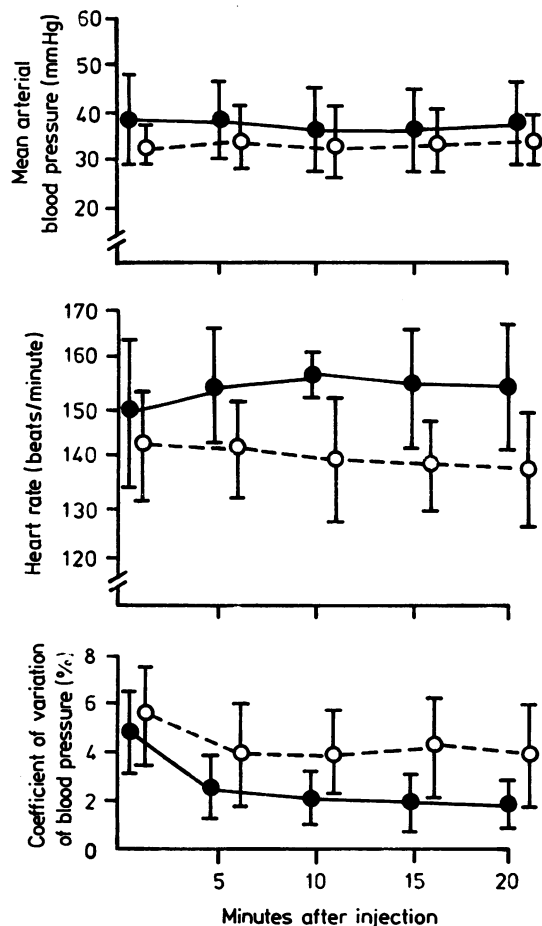 Mean arterial
blood pressure (mmHg)
60
50
40
30
20
Heart rate (beats/minute)
170
160
150
140
130
120
Coefficient of variation
of blood pressure (%)
8
6
4
2
0
5 10 15 20
Minutes after injection